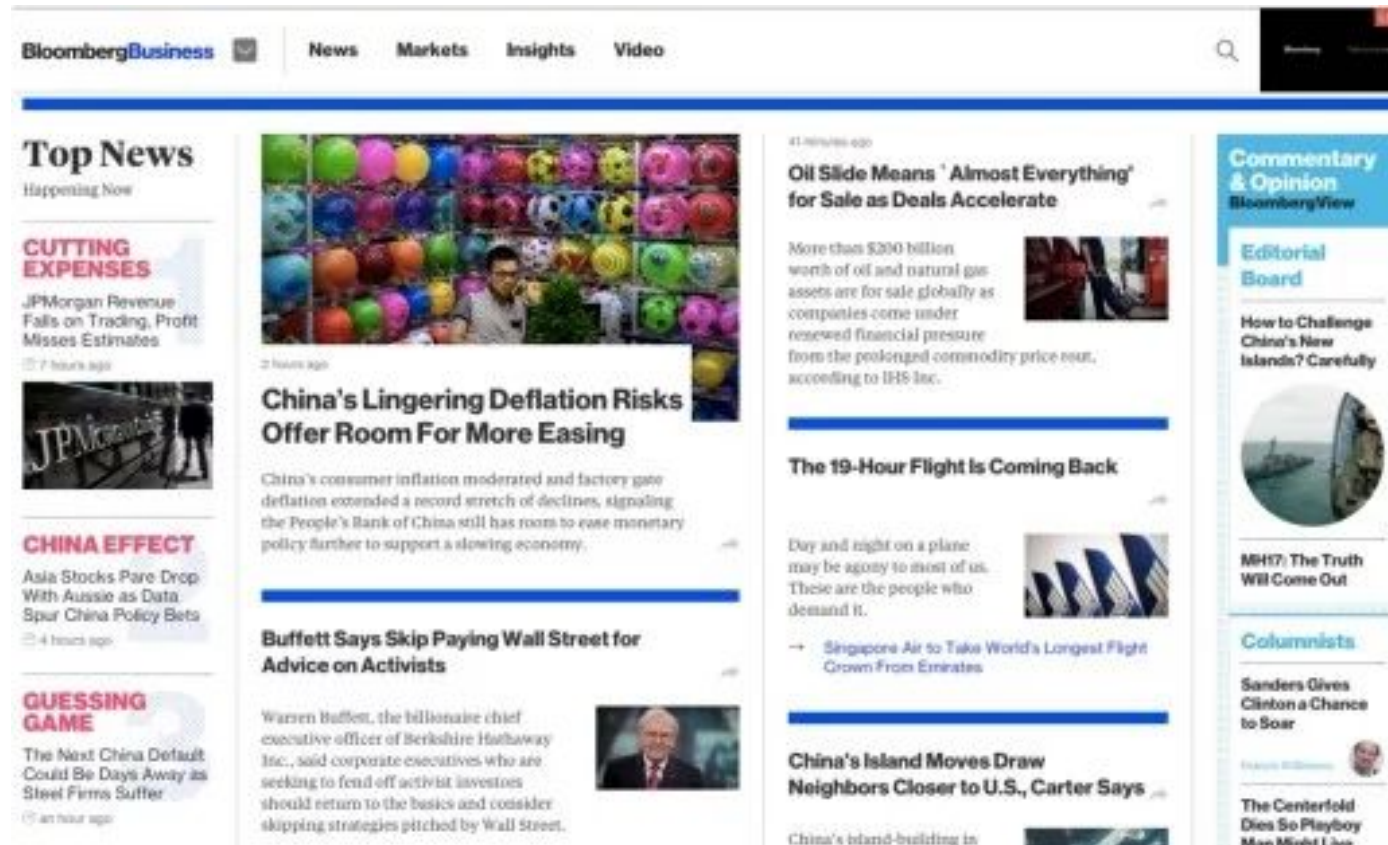 BloombergBusiness
News Markets Insights Video
Top News
Happening Now
CUTTING
EXPENSES
JPMorgan Revenue
Falls on Trading, Profit
Misses Estimates
7 hours ago
JPMorgan
CHINA EFFECT
Asia Stocks Pare Drop
With Aussie as Data
Spur China Policy Bets
4 hours ago
GUESSING
GAME
The Next China Default
Could Be Days Away as
Steel Firms Suffer
an hour ago
2 hours ago
China's Lingering Deflation Risks
Offer Room For More Easing
China's consumer inflation moderated and factory gate
deflation extended a record stretch of declines, signaling
the People's Bank of China still has room to ease monetary
policy further to support a slowing economy.
Buffett Says Skip Paying Wall Street for
Advice on Activists
Warren Buffett, the billionaire chief
executive officer of Berkshire Hathaway
Inc., said corporate executives who are
seeking to fend off activist investors
should return to the basics and consider
skipping strategies pitched by Wall Street.
41 minutes ago
Oil Slide Means `Almost Everything'
for Sale as Deals Accelerate
More than $200 billion
worth of oil and natural gas
assets are for sale globally as
companies come under
renewed financial pressure
from the prolonged commodity price rout,
according to IHS Inc.
The 19-Hour Flight Is Coming Back
Day and night on a plane
may be agony to most of us.
These are the people who
demand it.
→ Singapore Air to Take World's Longest Flight
Crown From Emirates
China's Island Moves Draw
Neighbors Closer to U.S., Carter Says
China's island-building in
Commentary
& Opinion
BloombergView
Editorial
Board
How to Challenge
China's New
Islands? Carefully
MH17: The Truth
Will Come Out
Columnists
Sanders Gives
Clinton a Chance
to Soar
The Centerfold
Dies So Playboy
Man Might Live